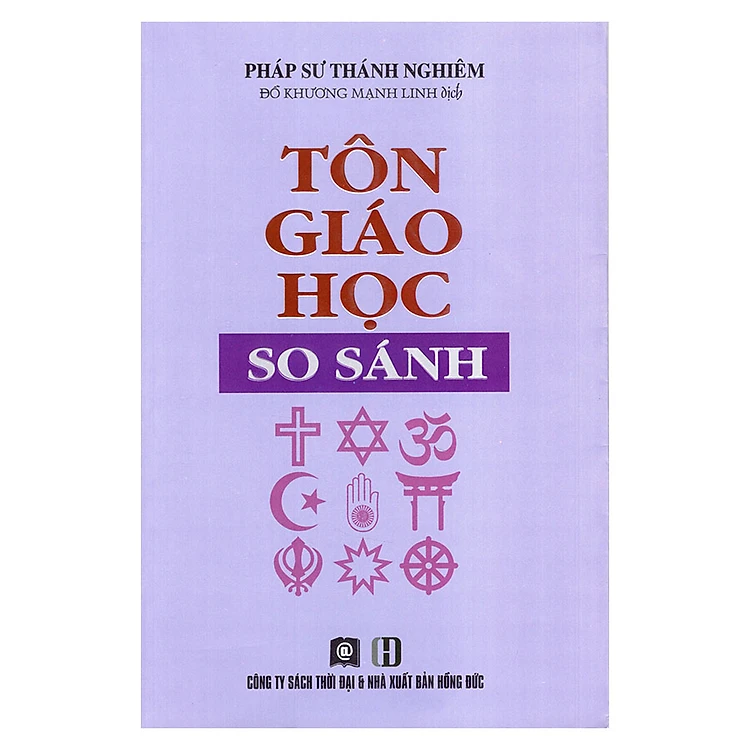 PHÁP SƯ THÁNH NGHIÊM
ĐỖ KHƯƠNG MẠNH LINH dịch
TÔN
GIÁO
HỌC
SO SÁNH
@
CÔNG TY SÁCH THỜI ĐẠI & NHÀ XUẤT BẢN HỒNG ĐỨC